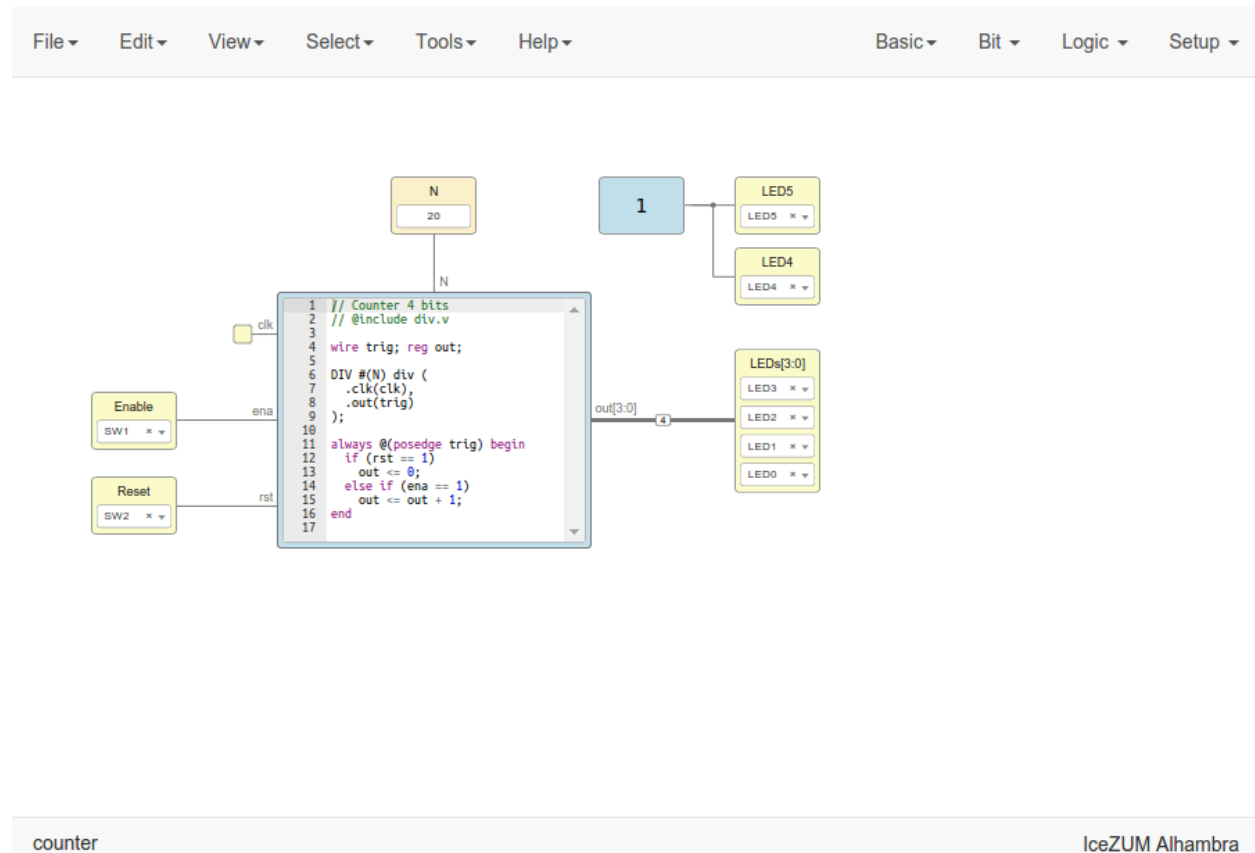 File Edit View Select Tools Help Basic Bit Logic Setup
N
20
1
LED5
LED5 × 
LED4
LED4 × 
N
clk
Enable
SW1 ×
ena
Reset
SW2 ×
rst
1 // Counter 4 bits
2 // @include div.v
3
4 wire trig; reg out;
5
6 DIV #(N) div (
7 .clk(clk),
8 .out(trig)
9 );
10
11 always @(posedge trig) begin
12 if (rst == 1)
13 out <= 0;
14 else if (ena == 1)
15 out <= out + 1;
16 end
17
out[3:0]
4
LEDs[3:0]
LED3 ×
LED2 ×
LED1 ×
LED0 ×
counter IceZUM Alhambra